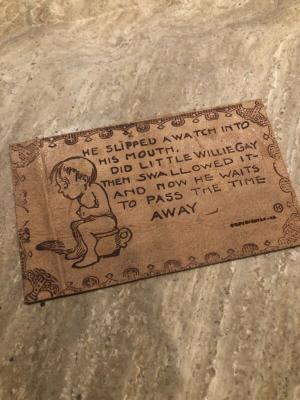 HE SLIPPED A WATCH INTO
HIS MOUTH,
DID LITTLE WILLIE GAY
THEN SWALLOWED IT-
AND NOW HE WAITS
TO PASS THE TIME
AWAY —